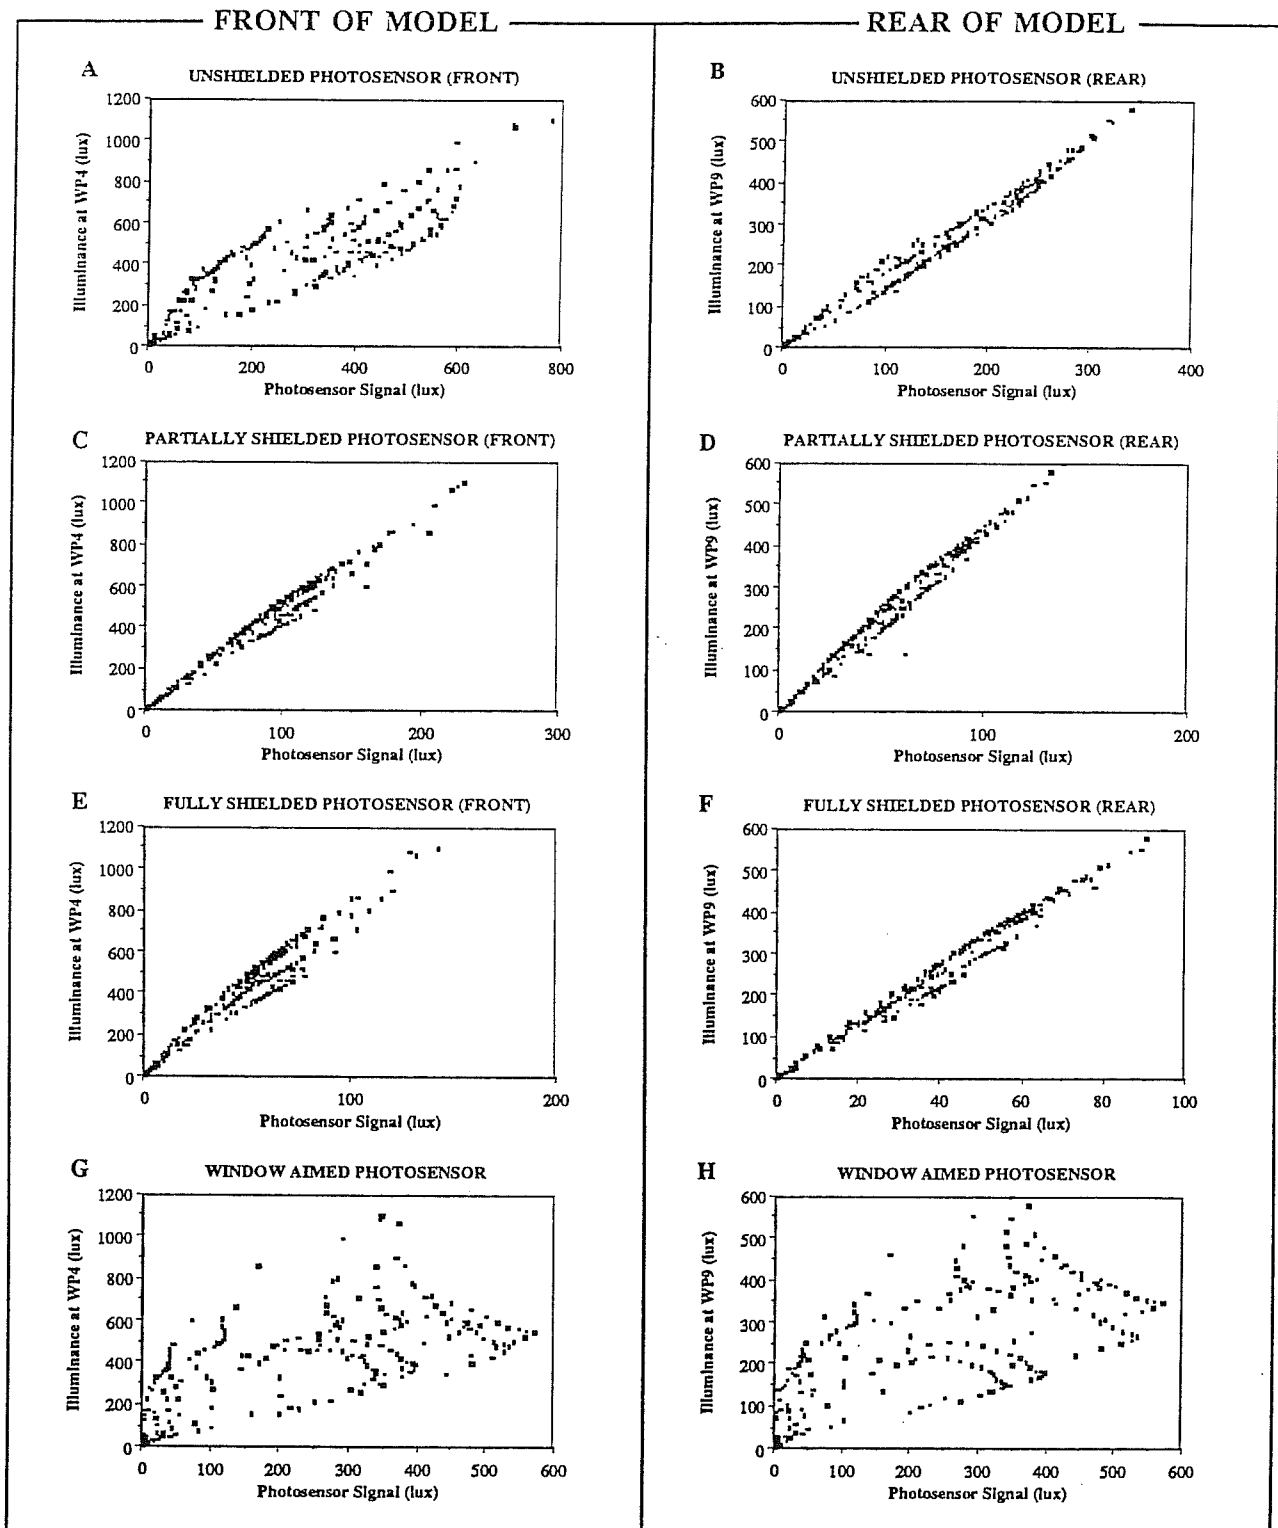 FRONT OF MODEL
REAR OF MODEL
A
UNSHIELDED PHOTOSENSOR (FRONT)
Illuminance at WP4 (lux)
1200
1000
800
600
400
200
0
0 200 400 600 800
Photosensor Signal (lux)
B
UNSHIELDED PHOTOSENSOR (REAR)
Illuminance at WP9 (lux)
600
500
400
300
200
100
0
0 100 200 300 400
Photosensor Signal (lux)
C
PARTIALLY SHIELDED PHOTOSENSOR (FRONT)
Illuminance at WP4 (lux)
1200
1000
800
600
400
200
0
0 100 200 300
Photosensor Signal (lux)
D
PARTIALLY SHIELDED PHOTOSENSOR (REAR)
Illuminance at WP9 (lux)
600
500
400
300
200
100
0
0 100 200
Photosensor Signal (lux)
E
FULLY SHIELDED PHOTOSENSOR (FRONT)
Illuminance at WP4 (lux)
1200
1000
800
600
400
200
0
0 100 200
Photosensor Signal (lux)
F
FULLY SHIELDED PHOTOSENSOR (REAR)
Illuminance at WP9 (lux)
600
500
400
300
200
100
0
0 20 40 60 80 100
Photosensor Signal (lux)
G
WINDOW AIMED PHOTOSENSOR
Illuminance at WP4 (lux)
1200
1000
800
600
400
200
0
0 100 200 300 400 500 600
Photosensor Signal (lux)
H
WINDOW AIMED PHOTOSENSOR
Illuminance at WP9 (lux)
600
500
400
300
200
100
0
0 100 200 300 400 500 600
Photosensor Signal (lux)